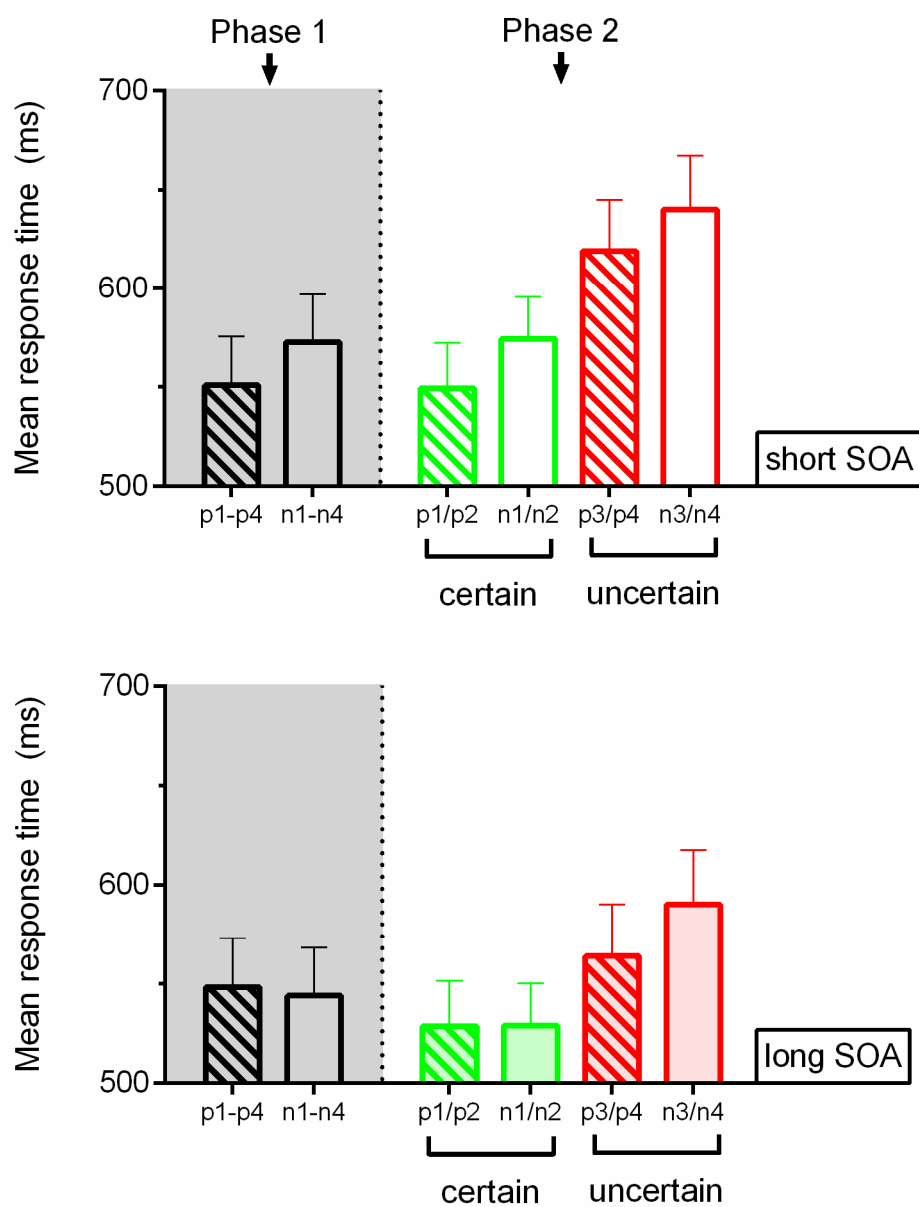 Phase 1 Phase 2
Mean response time (ms)
700
600
500
short SOA
p1-p4 n1-n4 p1/p2 n1/n2 p3/p4 n3/n4
certain uncertain
Mean response time (ms)
700
600
500
long SOA
p1-p4 n1-n4 p1/p2 n1/n2 p3/p4 n3/n4
certain uncertain